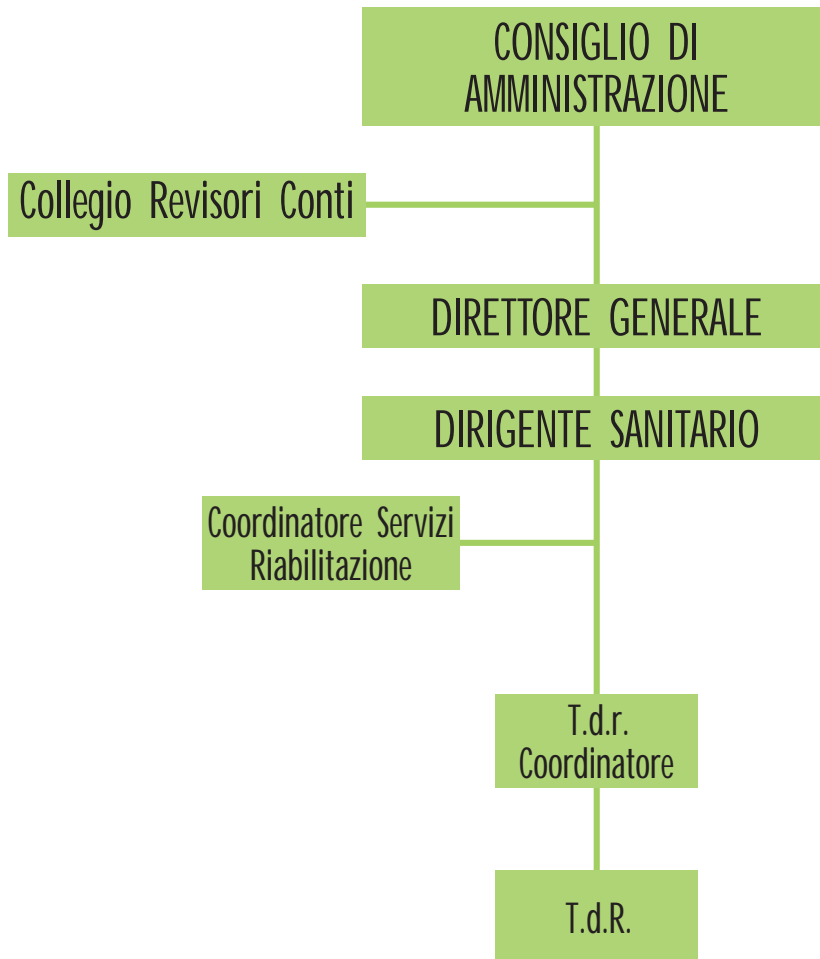 CONSIGLIO DI
AMMINISTRAZIONE
Collegio Revisori Conti
DIRETTORE GENERALE
DIRIGENTE SANITARIO
Coordinatore Servizi
Riabilitazione
T.d.r.
Coordinatore
T.d.R.